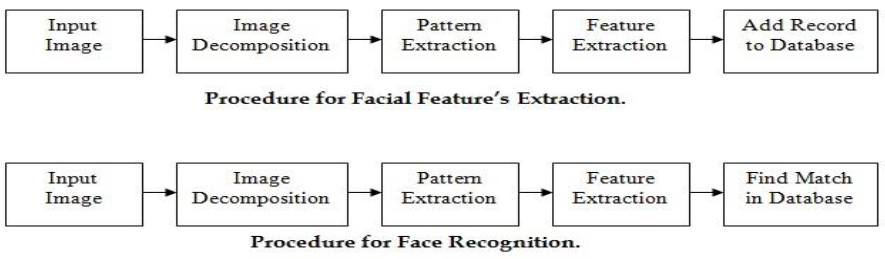 Input
Image
Image
Decomposition
Pattern
Extraction
Feature
Extraction
Add Record
to Database
Procedure for Facial Feature's Extraction.
Input
Image
Image
Decomposition
Pattern
Extraction
Feature
Extraction
Find Match
in Database
Procedure for Face Recognition.